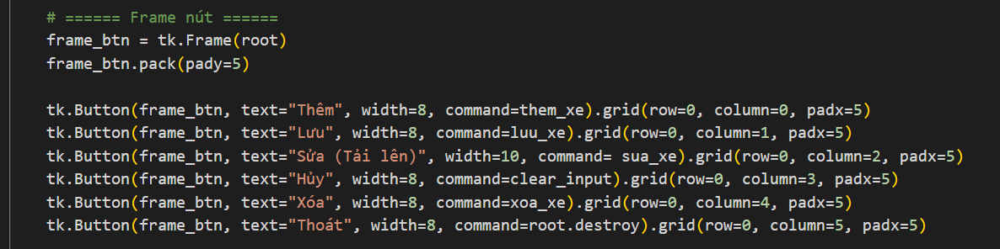 # ====== Frame nút ======
frame_btn = tk.Frame(root)
frame_btn.pack(pady=5)
tk.Button(frame_btn, text="Thêm", width=8, command=them_xe).grid(row=0, column=0, padx=5)
tk.Button(frame_btn, text="Lưu", width=8, command=luu_xe).grid(row=0, column=1, padx=5)
tk.Button(frame_btn, text="Sửa (Tải lên)", width=10, command= sua_xe).grid(row=0, column=2, padx=5)
tk.Button(frame_btn, text="Hủy", width=8, command=clear_input).grid(row=0, column=3, padx=5)
tk.Button(frame_btn, text="Xóa", width=8, command=xoa_xe).grid(row=0, column=4, padx=5)
tk.Button(frame_btn, text="Thoát", width=8, command=root.destroy).grid(row=0, column=5, padx=5)